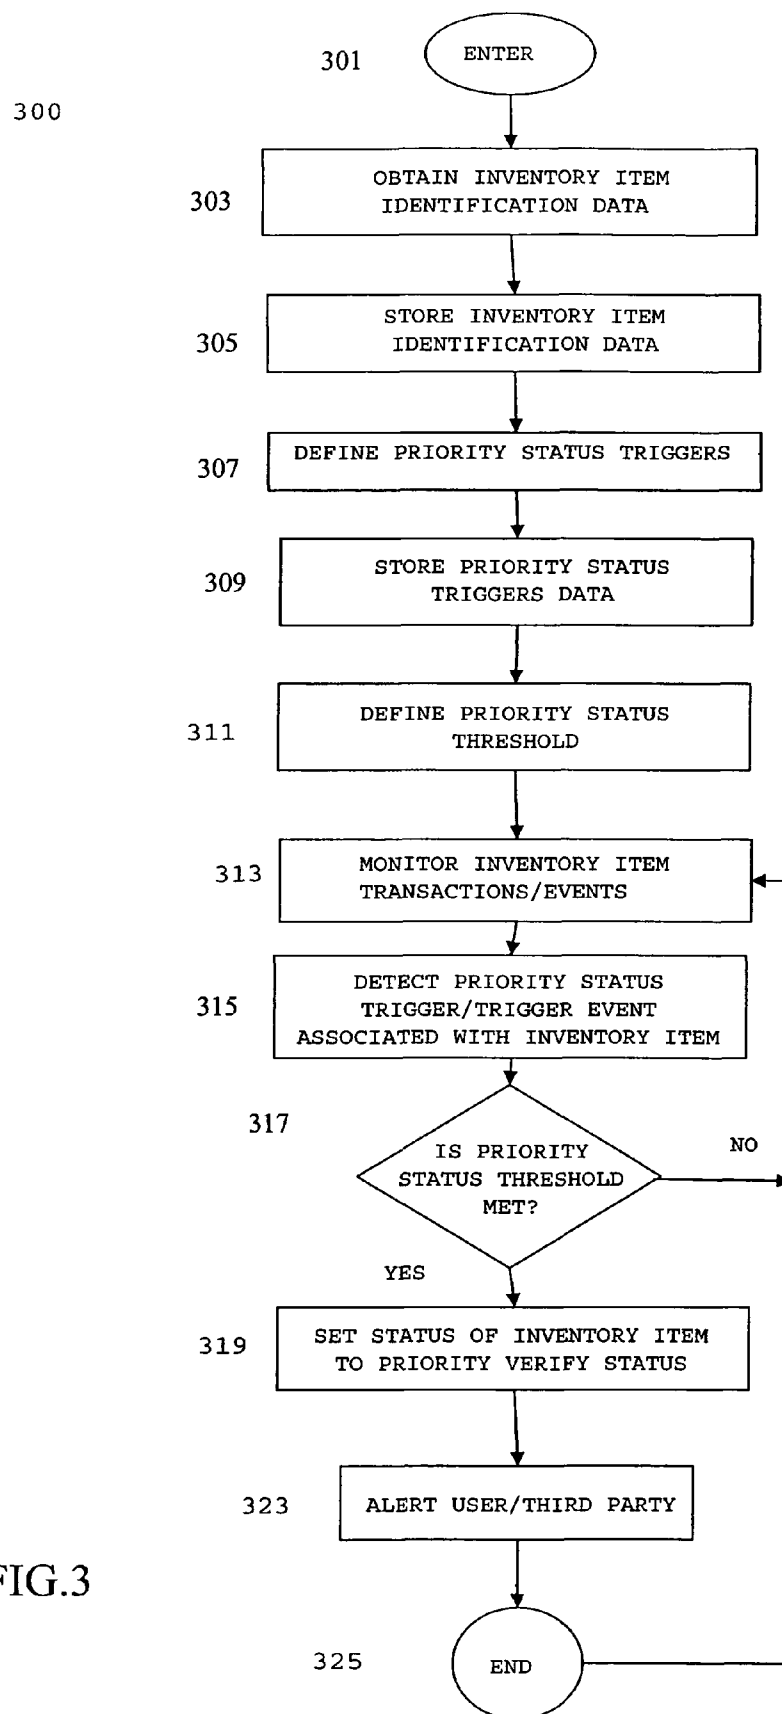 301
ENTER
300
303
OBTAIN INVENTORY ITEM
IDENTIFICATION DATA
305
STORE INVENTORY ITEM
IDENTIFICATION DATA
307
DEFINE PRIORITY STATUS TRIGGERS
309
STORE PRIORITY STATUS
TRIGGERS DATA
311
DEFINE PRIORITY STATUS
THRESHOLD
313
MONITOR INVENTORY ITEM
TRANSACTIONS/EVENTS
315
DETECT PRIORITY STATUS
TRIGGER/TRIGGER EVENT
ASSOCIATED WITH INVENTORY ITEM
317
IS PRIORITY
STATUS THRESHOLD
MET?
NO
YES
319
SET STATUS OF INVENTORY ITEM
TO PRIORITY VERIFY STATUS
323
ALERT USER/THIRD PARTY
FIG.3
325
END